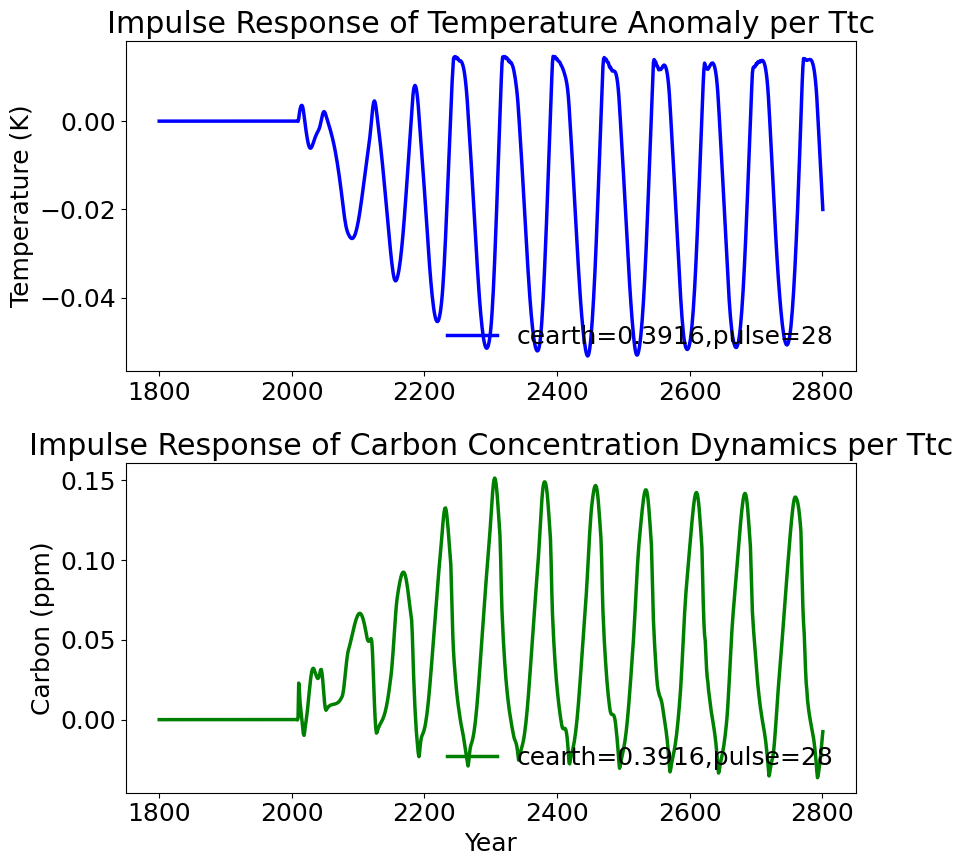 Impulse Response of Temperature Anomaly per Ttc
Temperature (K)
0.00
−0.02
−0.04
cearth=0.3916,pulse=28
1800 2000 2200 2400 2600 2800
Impulse Response of Carbon Concentration Dynamics per Ttc
Carbon (ppm)
0.15
0.10
0.05
0.00
cearth=0.3916,pulse=28
1800 2000 2200 2400 2600 2800
Year